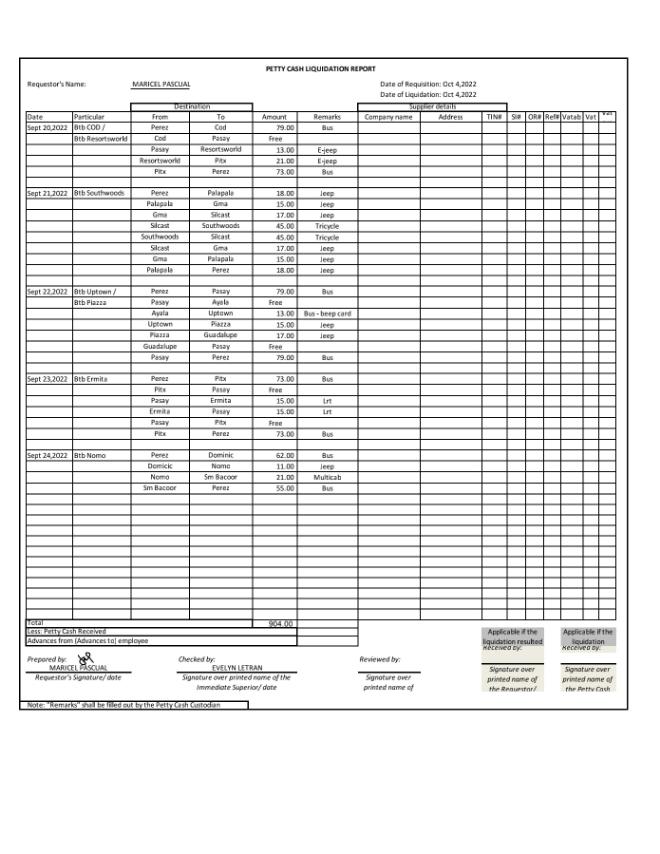 PETTY CASH LIQUIDATION REPORT
Requestor's Name: MARICEL PASCUAL Date of Requisition: Oct 4,2022
Date of Liquidation: Oct 4,2022
Destination Supplier details
Date Particular From To Amount Remarks Company name Address TIN# SI# OR# Ref# Vatab Vat
Sept 20,2022 Btb COD / Perez Cod 79.00 Bus
Btb Resortsworld Cod Pasay Free
Pasay Resortsworld 13.00 E-jeep
Resortsworld Pitx 21.00 E-jeep
Pitx Perez 73.00 Bus
Sept 21,2022 Btb Southwoods Perez Palapala 18.00 Jeep
Palapala Gma 15.00 Jeep
Gma Silcast 17.00 Jeep
Silcast Southwoods 45.00 Tricycle
Southwoods Silcast 45.00 Tricycle
Silcast Gma 17.00 Jeep
Gma Palapala 15.00 Jeep
Palapala Perez 18.00 Jeep
Sept 22,2022 Btb Uptown / Perez Pasay 79.00 Bus
Btb Piazza Pasay Ayala Free
Ayala Uptown 13.00 Bus - beep card
Uptown Piazza 15.00 Jeep
Piazza Guadalupe 17.00 Jeep
Guadalupe Pasay Free
Pasay Perez 79.00 Bus
Sept 23,2022 Btb Ermita Perez Pitx 73.00 Bus
Pitx Pasay Free
Pasay Ermita 15.00 Lrt
Ermita Pasay 15.00 Lrt
Pasay Pitx Free
Pitx Perez 73.00 Bus
Sept 24,2022 Btb Nomo Perez Dominic 62.00 Bus
Domicic Nomo 11.00 Jeep
Nomo Sm Bacoor 21.00 Multicab
Sm Bacoor Perez 55.00 Bus
Total 904.00
Less: Petty Cash Received
Advances from (Advances to) employee
Applicable if the Applicable if the
liquidation resulted liquidation
Received by: Received by:
Prepared by: Checked by: Reviewed by:
MARICEL PASCUAL EVELYN LETRAN
Requestor's Signature/ date Signature over printed name of the Signature over Signature over Signature over
Immediate Superior/ date printed name of printed name of printed name of
the Requestor/ the Petty Cash
Note: "Remarks" shall be filled out by the Petty Cash Custodian